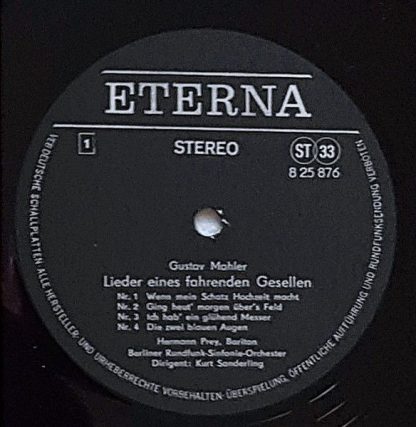 ETERNA
1
STEREO
ST 33
8 25 876
Gustav Mahler
Lieder eines fahrenden Gesellen
Nr. 1 Wenn mein Schatz Hochzeit macht
Nr. 2 Ging heut' morgen über's Feld
Nr. 3 Ich hab' ein glühend Messer
Nr. 4 Die zwei blauen Augen
Hermann Prey, Bariton
Berliner Rundfunk-Sinfonie-Orchester
Dirigent: Kurt Sanderling
VEB DEUTSCHE SCHALLPLATTEN · ALLE HERSTELLER- UND URHEBERRECHTE VORBEHALTEN · ÜBERSPIELUNG, ÖFFENTLICHE AUFFÜHRUNG UND RUNDFUNKSENDUNG VERBOTEN